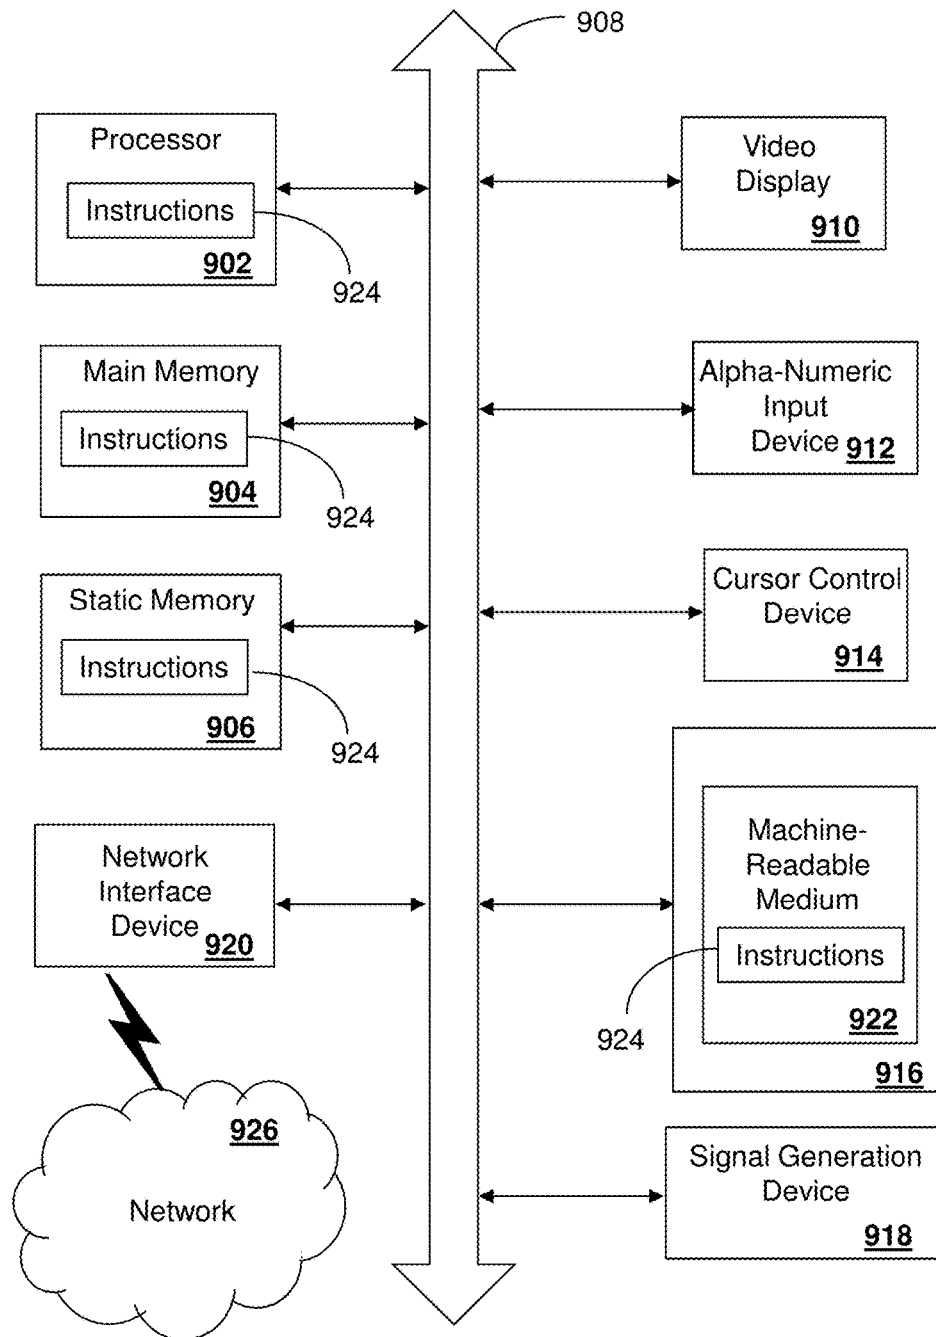 908
Processor
Instructions
902
924
Video
Display
910
Main Memory
Instructions
904
924
Alpha-Numeric
Input
Device
912
Static Memory
Instructions
906
924
Cursor Control
Device
914
Network
Interface
Device
920
Machine-
Readable
Medium
Instructions
922
924
916
926
Network
Signal Generation
Device
918